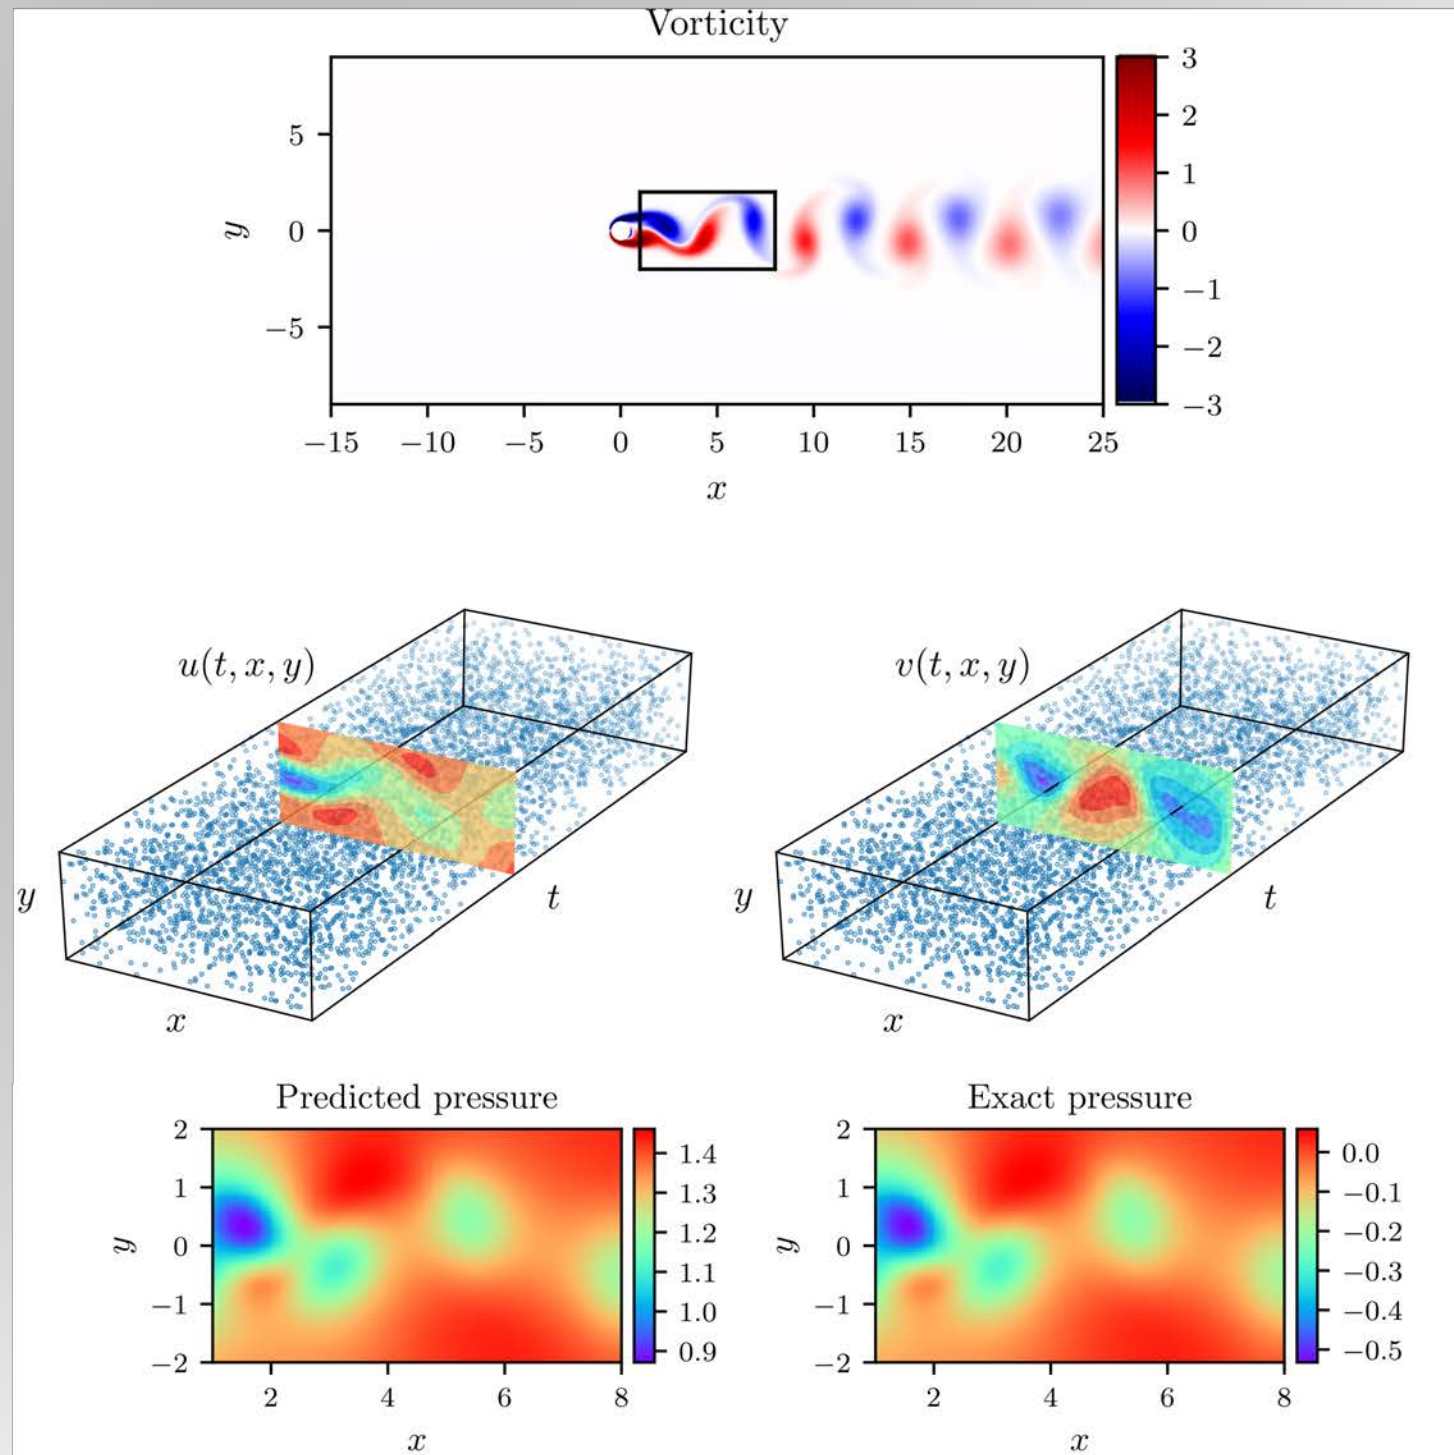 Vorticity
3
2
1
0
−1
−2
−3
5
0
−5
y
−15 −10 −5 0 5 10 15 20 25
x
u(t, x, y)
v(t, x, y)
y
t
x
y
t
x
Predicted pressure
2
1
0
−1
−2
y
1.4
1.3
1.2
1.1
1.0
0.9
2 4 6 8
x
Exact pressure
2
1
0
−1
−2
y
0.0
−0.1
−0.2
−0.3
−0.4
−0.5
2 4 6 8
x